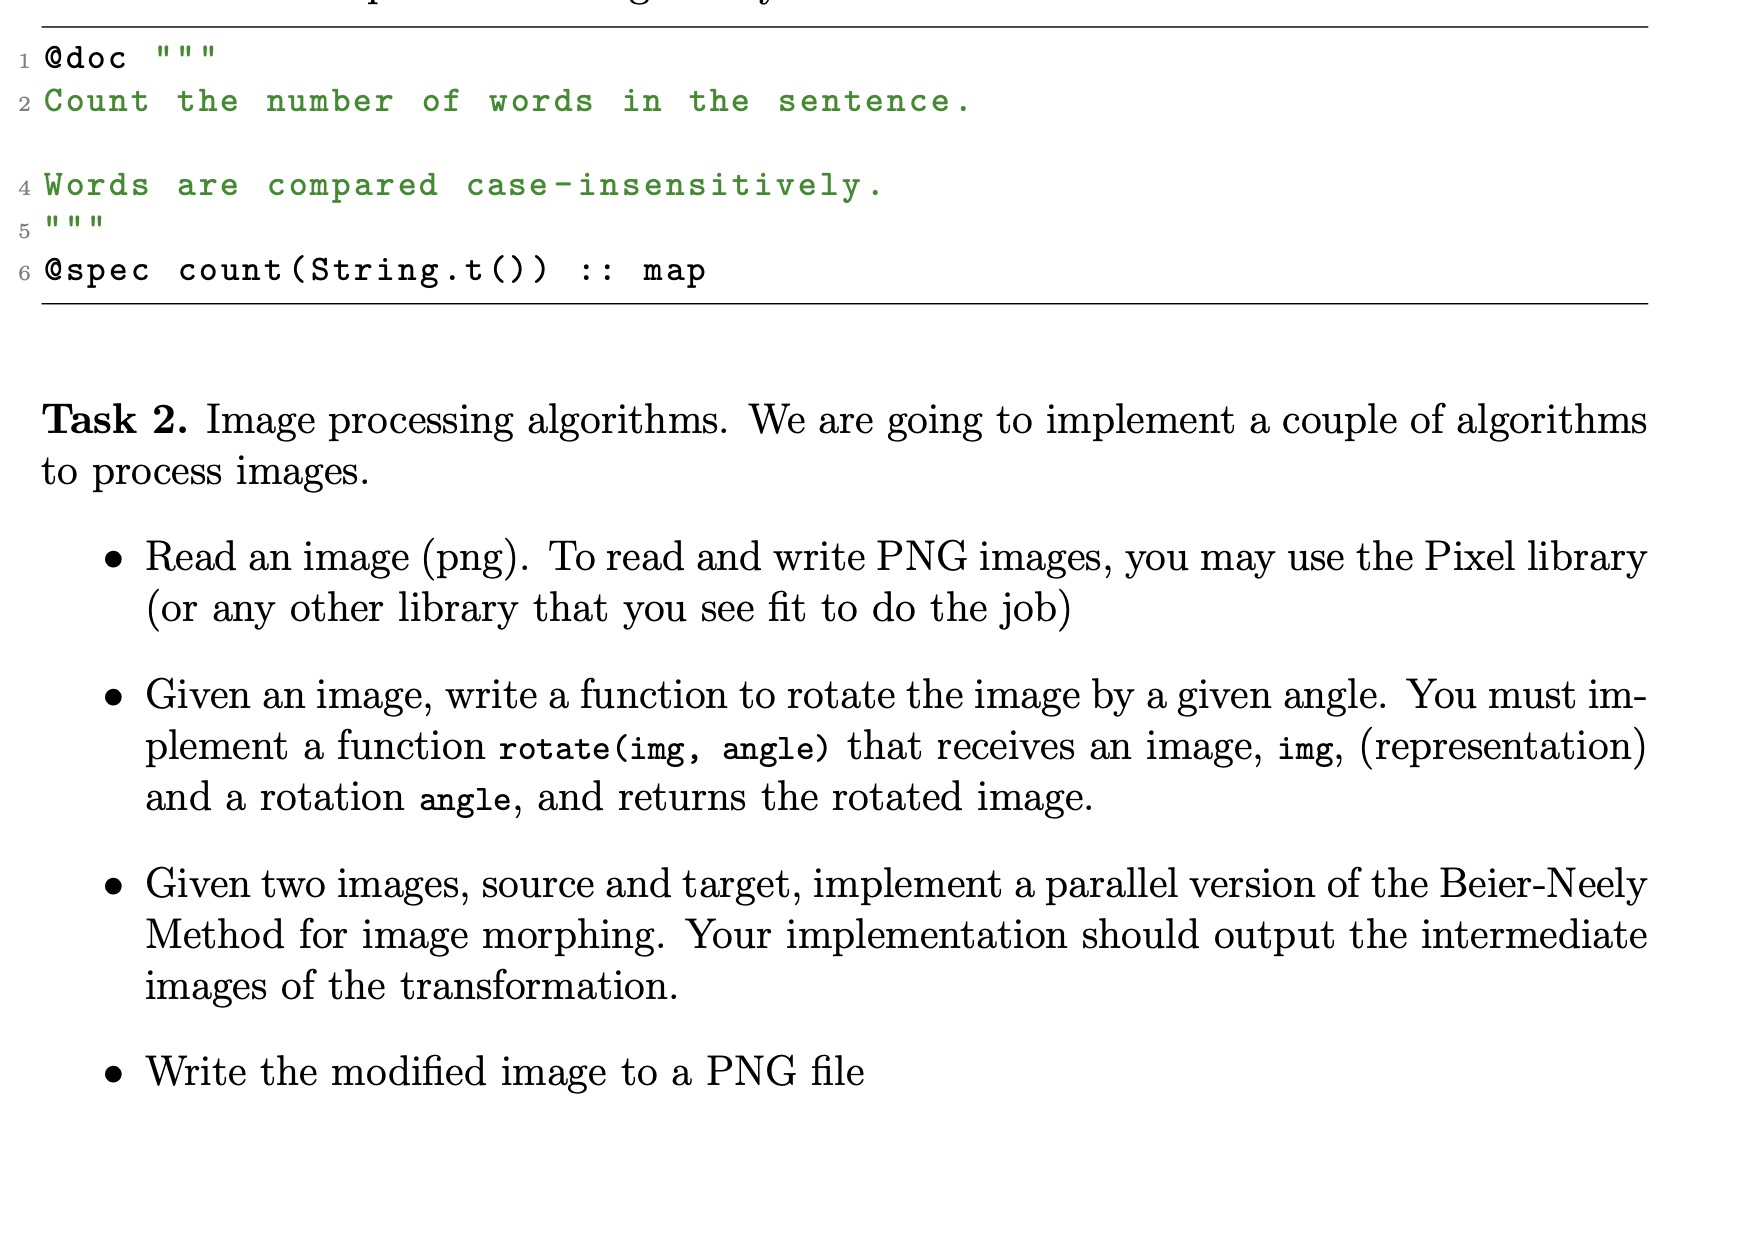 1 @doc """
2 Count the number of words in the sentence.
4 Words are compared case-insensitively.
5 """
6 @spec count(String.t()) :: map
Task 2. Image processing algorithms. We are going to implement a couple of algorithms
to process images.
• Read an image (png). To read and write PNG images, you may use the Pixel library
(or any other library that you see fit to do the job)
• Given an image, write a function to rotate the image by a given angle. You must im-
plement a function rotate(img, angle) that receives an image, img, (representation)
and a rotation angle, and returns the rotated image.
• Given two images, source and target, implement a parallel version of the Beier-Neely
Method for image morphing. Your implementation should output the intermediate
images of the transformation.
• Write the modified image to a PNG file